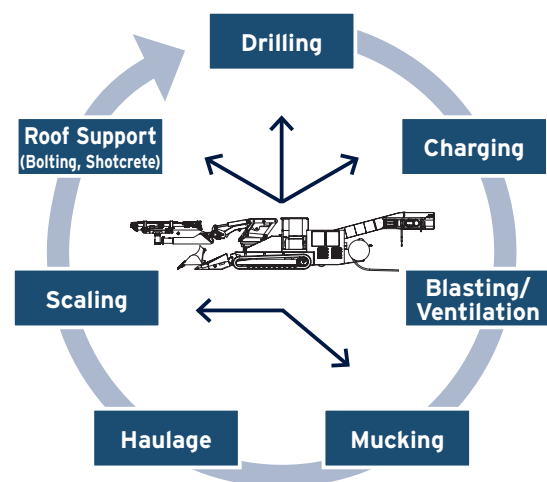 Drilling
Charging
Blasting/
Ventilation
Mucking
Haulage
Scaling
Roof Support
(Bolting, Shotcrete)